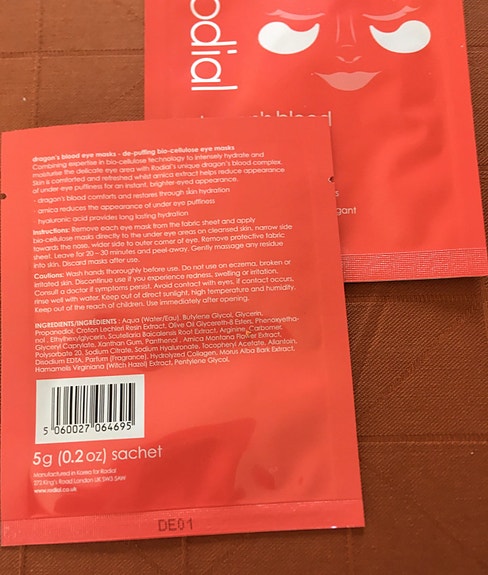 odial
dragon's blood
dragon's blood eye masks - de-puffing bio-cellulose eye masks
Combining expertise in bio-cellulose technology to intensely hydrate and
moisturise the delicate eye area with Rodial's unique dragon's blood complex.
Skin is comforted and refreshed whilst arnica extract helps reduce appearance
of under eye puffiness for an instant, brighter-eyed appearance.
· dragon's blood comforts and restores through skin hydration
· arnica reduces the appearance of under eye puffiness
· hyaluronic acid provides long lasting hydration
Instructions: Remove each eye mask from the fabric sheet and apply
bio-cellulose masks directly to the under eye areas on cleansed skin, narrow side
towards the nose, wider side to outer corner of eye. Remove protective fabric
sheet. Leave for 20 - 30 minutes and peel-away. Gently massage any residue
into skin. Discard masks after use.
Cautions: Wash hands thoroughly before use. Do not use on eczema, broken or
irritated skin. Discontinue use if you experience redness, swelling or irritation.
Consult a doctor if symptoms persist. Avoid contact with eyes, if contact occurs,
rinse well with water. Keep out of direct sunlight, high temperature and humidity.
Keep out of the reach of children. Use immediately after opening.
INGREDIENTS/INGRÉDIENTS : Aqua (Water/Eau), Butylene Glycol, Glycerin,
Propanediol, Croton Lechleri Resin Extract, Olive Oil Glycereth-8 Esters, Phenoxyetha-
nol , Ethylhexylglycerin, Scutellaria Baicalensis Root Extract, Arginine, Carbomer,
Glyceryl Caprylate, Xanthan Gum, Panthenol , Arnica Montana Flower Extract,
Polysorbate 20, Sodium Citrate, Sodium Hyaluronate, Tocopheryl Acetate, Allantoin,
Disodium EDTA, Parfum (Fragrance), Hydrolyzed Collagen, Morus Alba Bark Extract,
Hamamelis Virginiana (Witch Hazel) Extract, Pentylene Glycol.
5 060027 064695
5g (0.2 oz) sachet
Manufactured in Korea for Rodial
272 King's Road London UK SW3 5AW
www.rodial.co.uk
DE01
s
gant